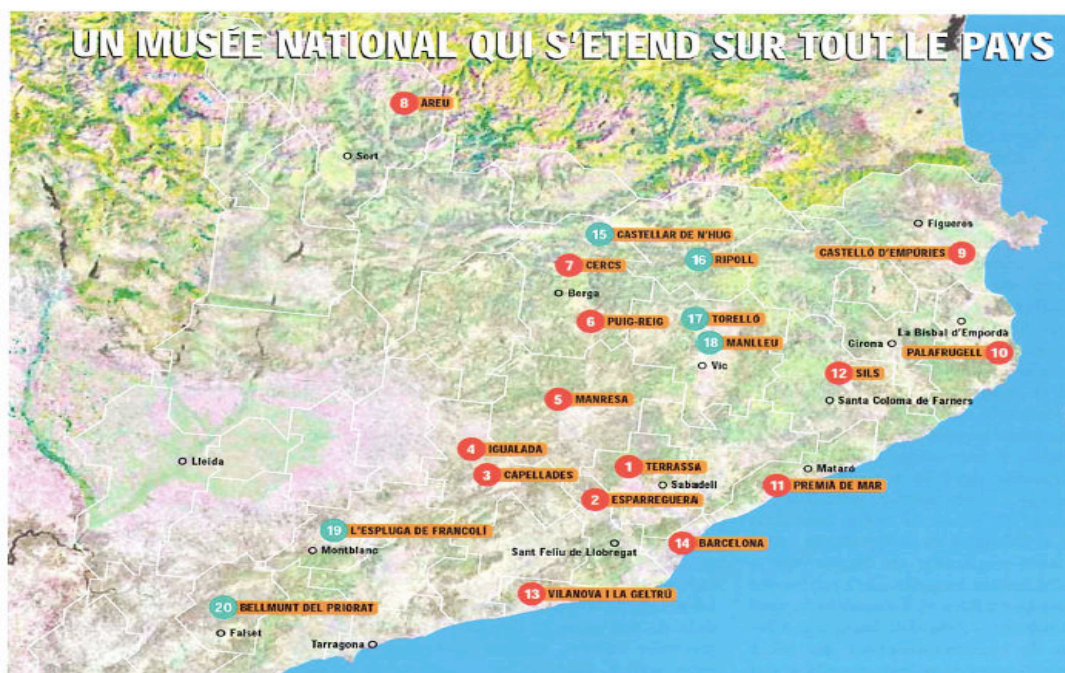 UN MUSÉE NATIONAL QUI S'ETEND SUR TOUT LE PAYS
8 AREU
Sort
Figueres
15 CASTELLAR DE N'HUG
CASTELLÓ D'EMPÚRIES 9
16 RIPOLL
7 CERCS
Berga
17 TORELLÓ
6 PUIG-REIG
La Bisbal d'Empordà
18 MANLLEU
Girona
PALAFRUGELL 10
Vic
12 SILS
5 MANRESA
Santa Coloma de Farners
4 IGUALADA
Lleida
1 TERRASSA
Mataró
3 CAPELLADES
Sabadell
11 PREMIÀ DE MAR
2 ESPARREGUERA
19 L'ESPLUGA DE FRANCOLÍ
Montblanc
Sant Feliu de Llobregat
14 BARCELONA
13 VILANOVA I LA GELTRÚ
20 BELLMUNT DEL PRIORAT
Falset
Tarragona